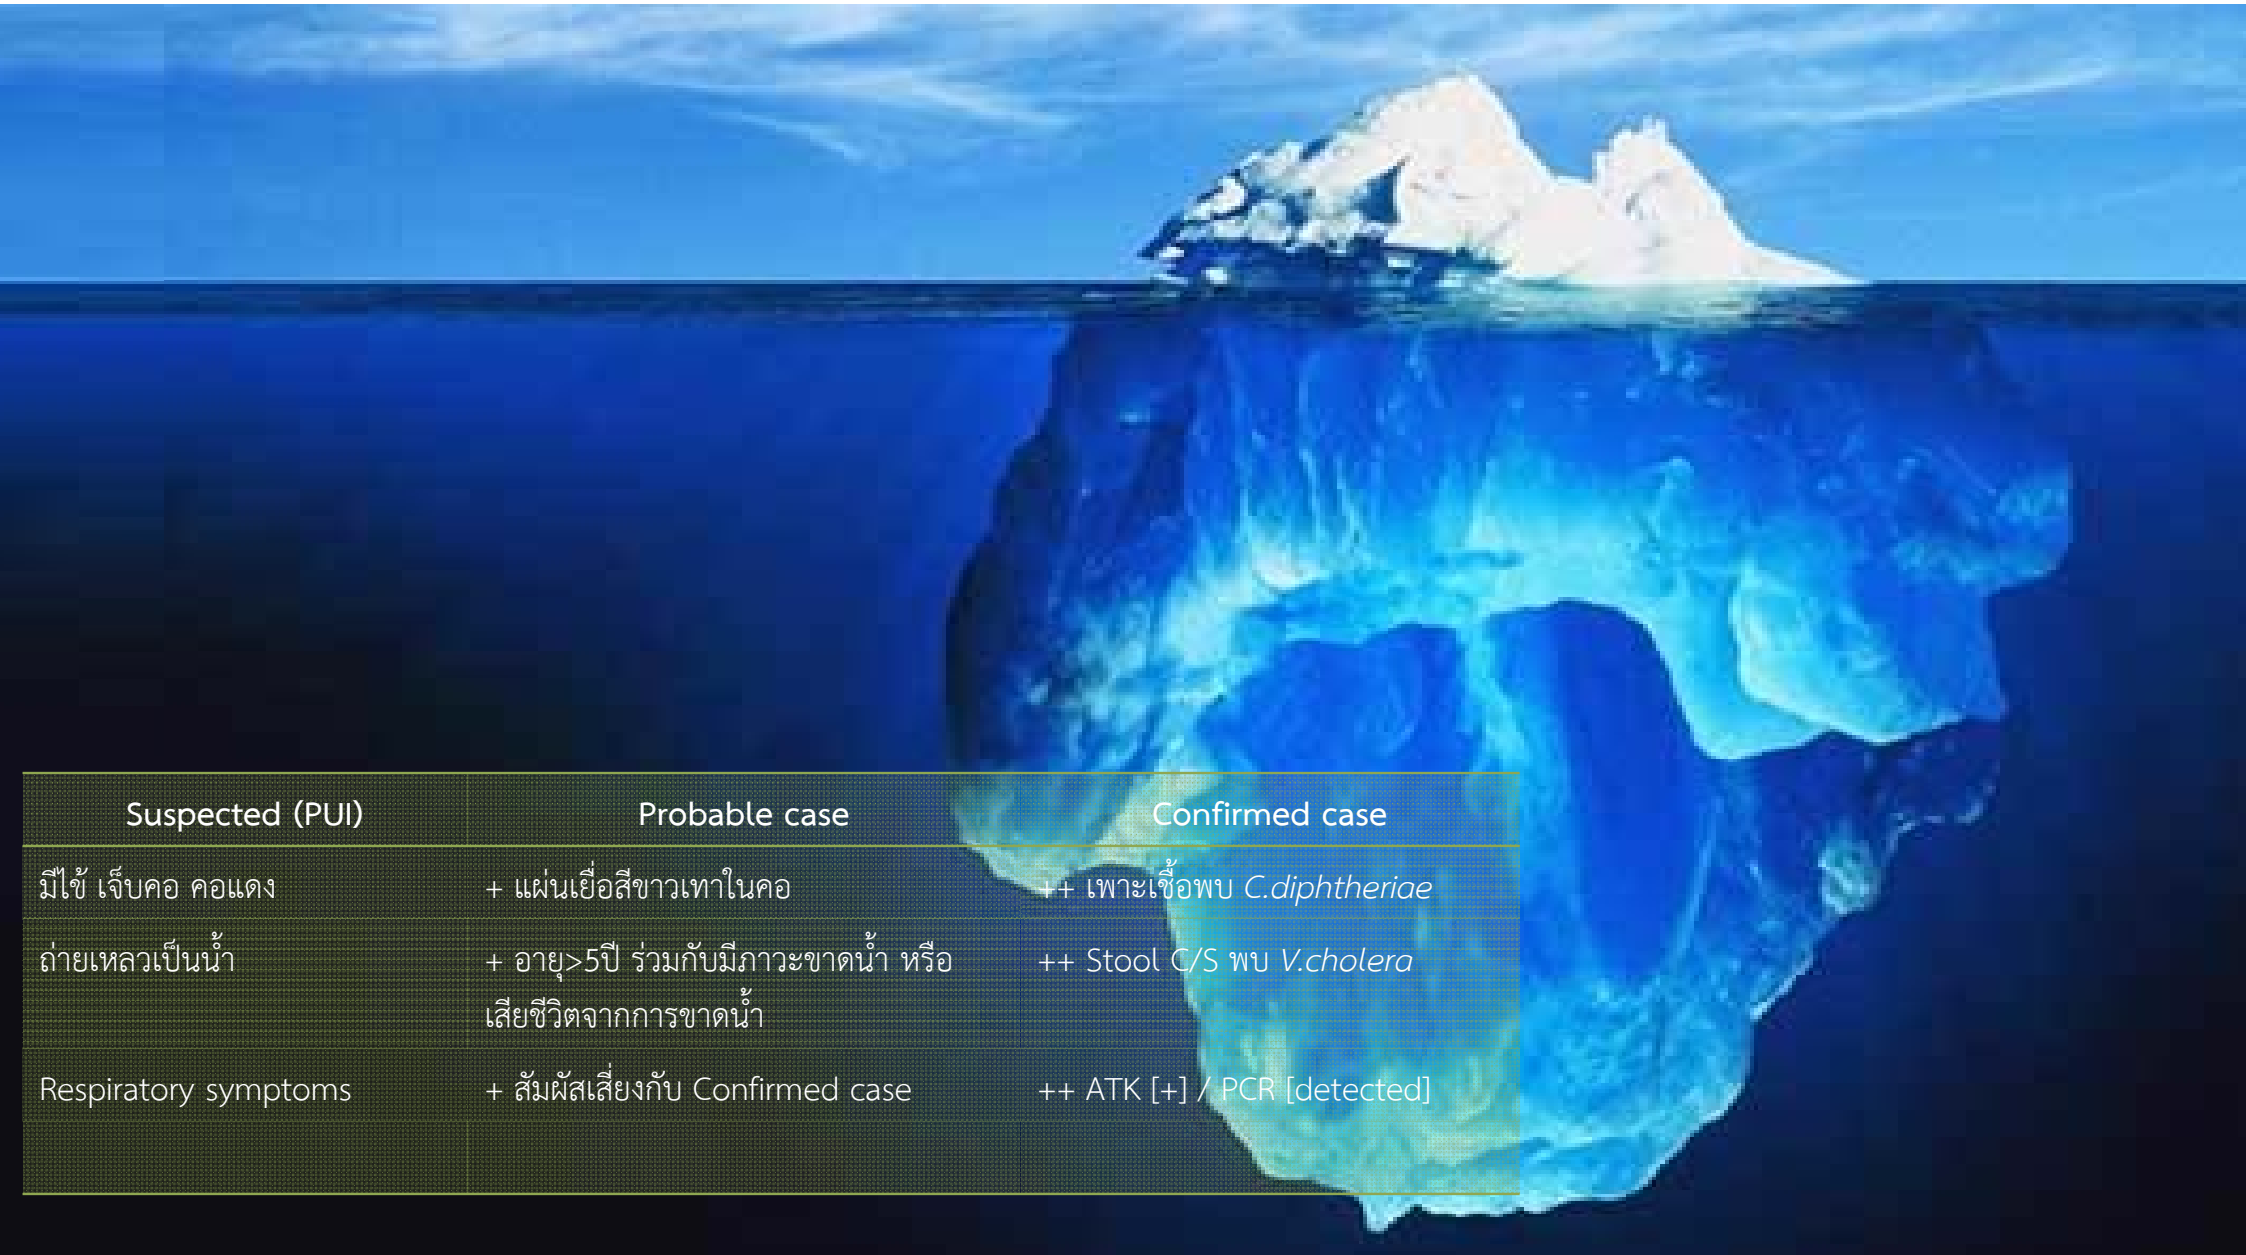 Suspected (PUI) Probable case Confirmed case
มีไข้ เจ็บคอ คอแดง + แผ่นเยื่อสีขาวเทาในคอ ++ เพาะเชื้อพบ C.diphtheriae
ถ่ายเหลวเป็นน้ำ + อายุ>5ปี ร่วมกับมีภาวะขาดน้ำ หรือ ++ Stool C/S พบ V.cholera
เสียชีวิตจากการขาดน้ำ
Respiratory symptoms + สัมผัสเสี่ยงกับ Confirmed case ++ ATK [+] / PCR [detected]